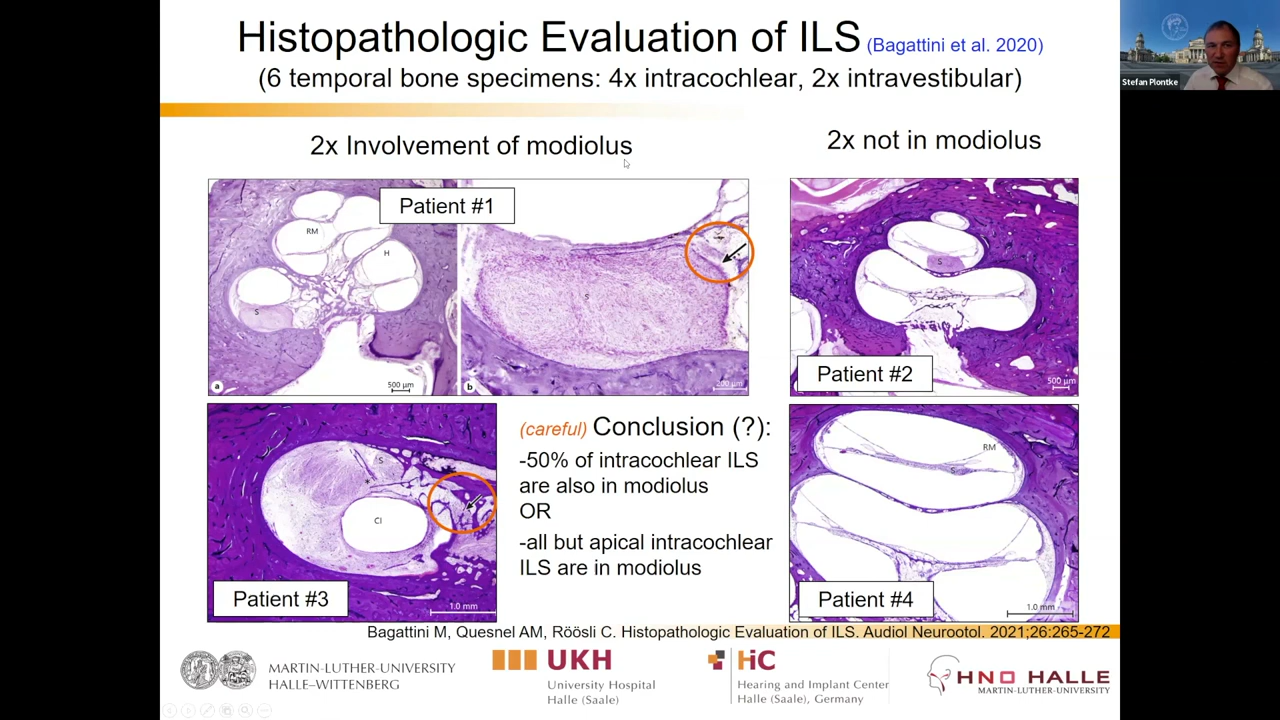 Histopathologic Evaluation of ILS (Bagattini et al. 2020)
(6 temporal bone specimens: 4x intracochlear, 2x intravestibular)
Stefan Plontke
2x Involvement of modiolus
2x not in modiolus
Patient #1
RM
H
S
a
500 µm
S
b
200 µm
S
Patient #2
500 µm
S
*
CI
Patient #3
1.0 mm
(careful) Conclusion (?):
-50% of intracochlear ILS
are also in modiolus
OR
-all but apical intracochlear
ILS are in modiolus
RM
S
Patient #4
1.0 mm
Bagattini M, Quesnel AM, Röösli C. Histopathologic Evaluation of ILS. Audiol Neurootol. 2021;26:265-272
MARTIN-LUTHER-UNIVERSITY
HALLE–WITTENBERG
UKH
University Hospital
Halle (Saale)
HiC
Hearing and Implant Center
Halle (Saale), Germany
HNO HALLE
MARTIN-LUTHER-UNIVERSITY